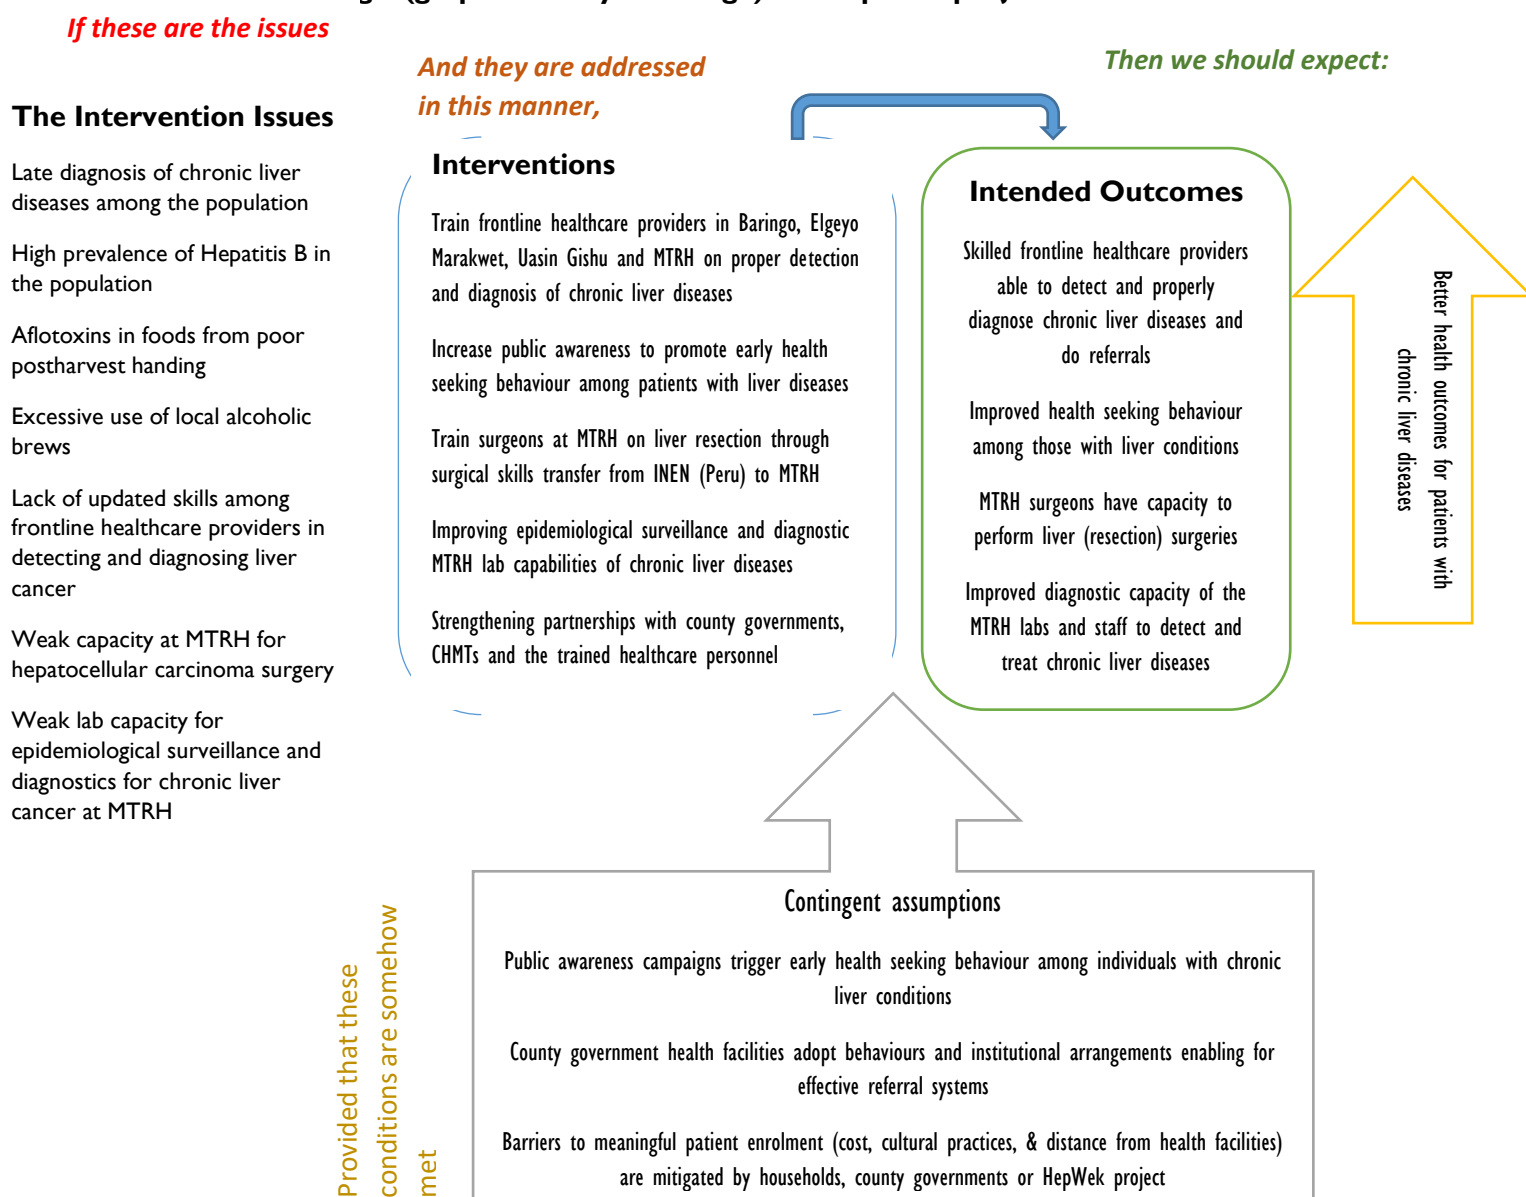 If these are the issues
And they are addressed
in this manner,
Then we should expect:
The Intervention Issues
Late diagnosis of chronic liver
diseases among the population
High prevalence of Hepatitis B in
the population
Aflotoxins in foods from poor
postharvest handing
Excessive use of local alcoholic
brews
Lack of updated skills among
frontline healthcare providers in
detecting and diagnosing liver
cancer
Weak capacity at MTRH for
hepatocellular carcinoma surgery
Weak lab capacity for
epidemiological surveillance and
diagnostics for chronic liver
cancer at MTRH
Interventions
Train frontline healthcare providers in Baringo, Elgeyo
Marakwet, Uasin Gishu and MTRH on proper detection
and diagnosis of chronic liver diseases
Increase public awareness to promote early health
seeking behaviour among patients with liver diseases
Train surgeons at MTRH on liver resection through
surgical skills transfer from INEN (Peru) to MTRH
Improving epidemiological surveillance and diagnostic
MTRH lab capabilities of chronic liver diseases
Strengthening partnerships with county governments,
CHMTs and the trained healthcare personnel
Intended Outcomes
Skilled frontline healthcare providers
able to detect and properly
diagnose chronic liver diseases and
do referrals
Improved health seeking behaviour
among those with liver conditions
MTRH surgeons have capacity to
perform liver (resection) surgeries
Improved diagnostic capacity of the
MTRH labs and staff to detect and
treat chronic liver diseases
Better health outcomes for patients with
chronic liver diseases
Provided that these
conditions are somehow
met
Contingent assumptions
Public awareness campaigns trigger early health seeking behaviour among individuals with chronic
liver conditions
County government health facilities adopt behaviours and institutional arrangements enabling for
effective referral systems
Barriers to meaningful patient enrolment (cost, cultural practices, & distance from health facilities)
are mitigated by households, county governments or HepWek project